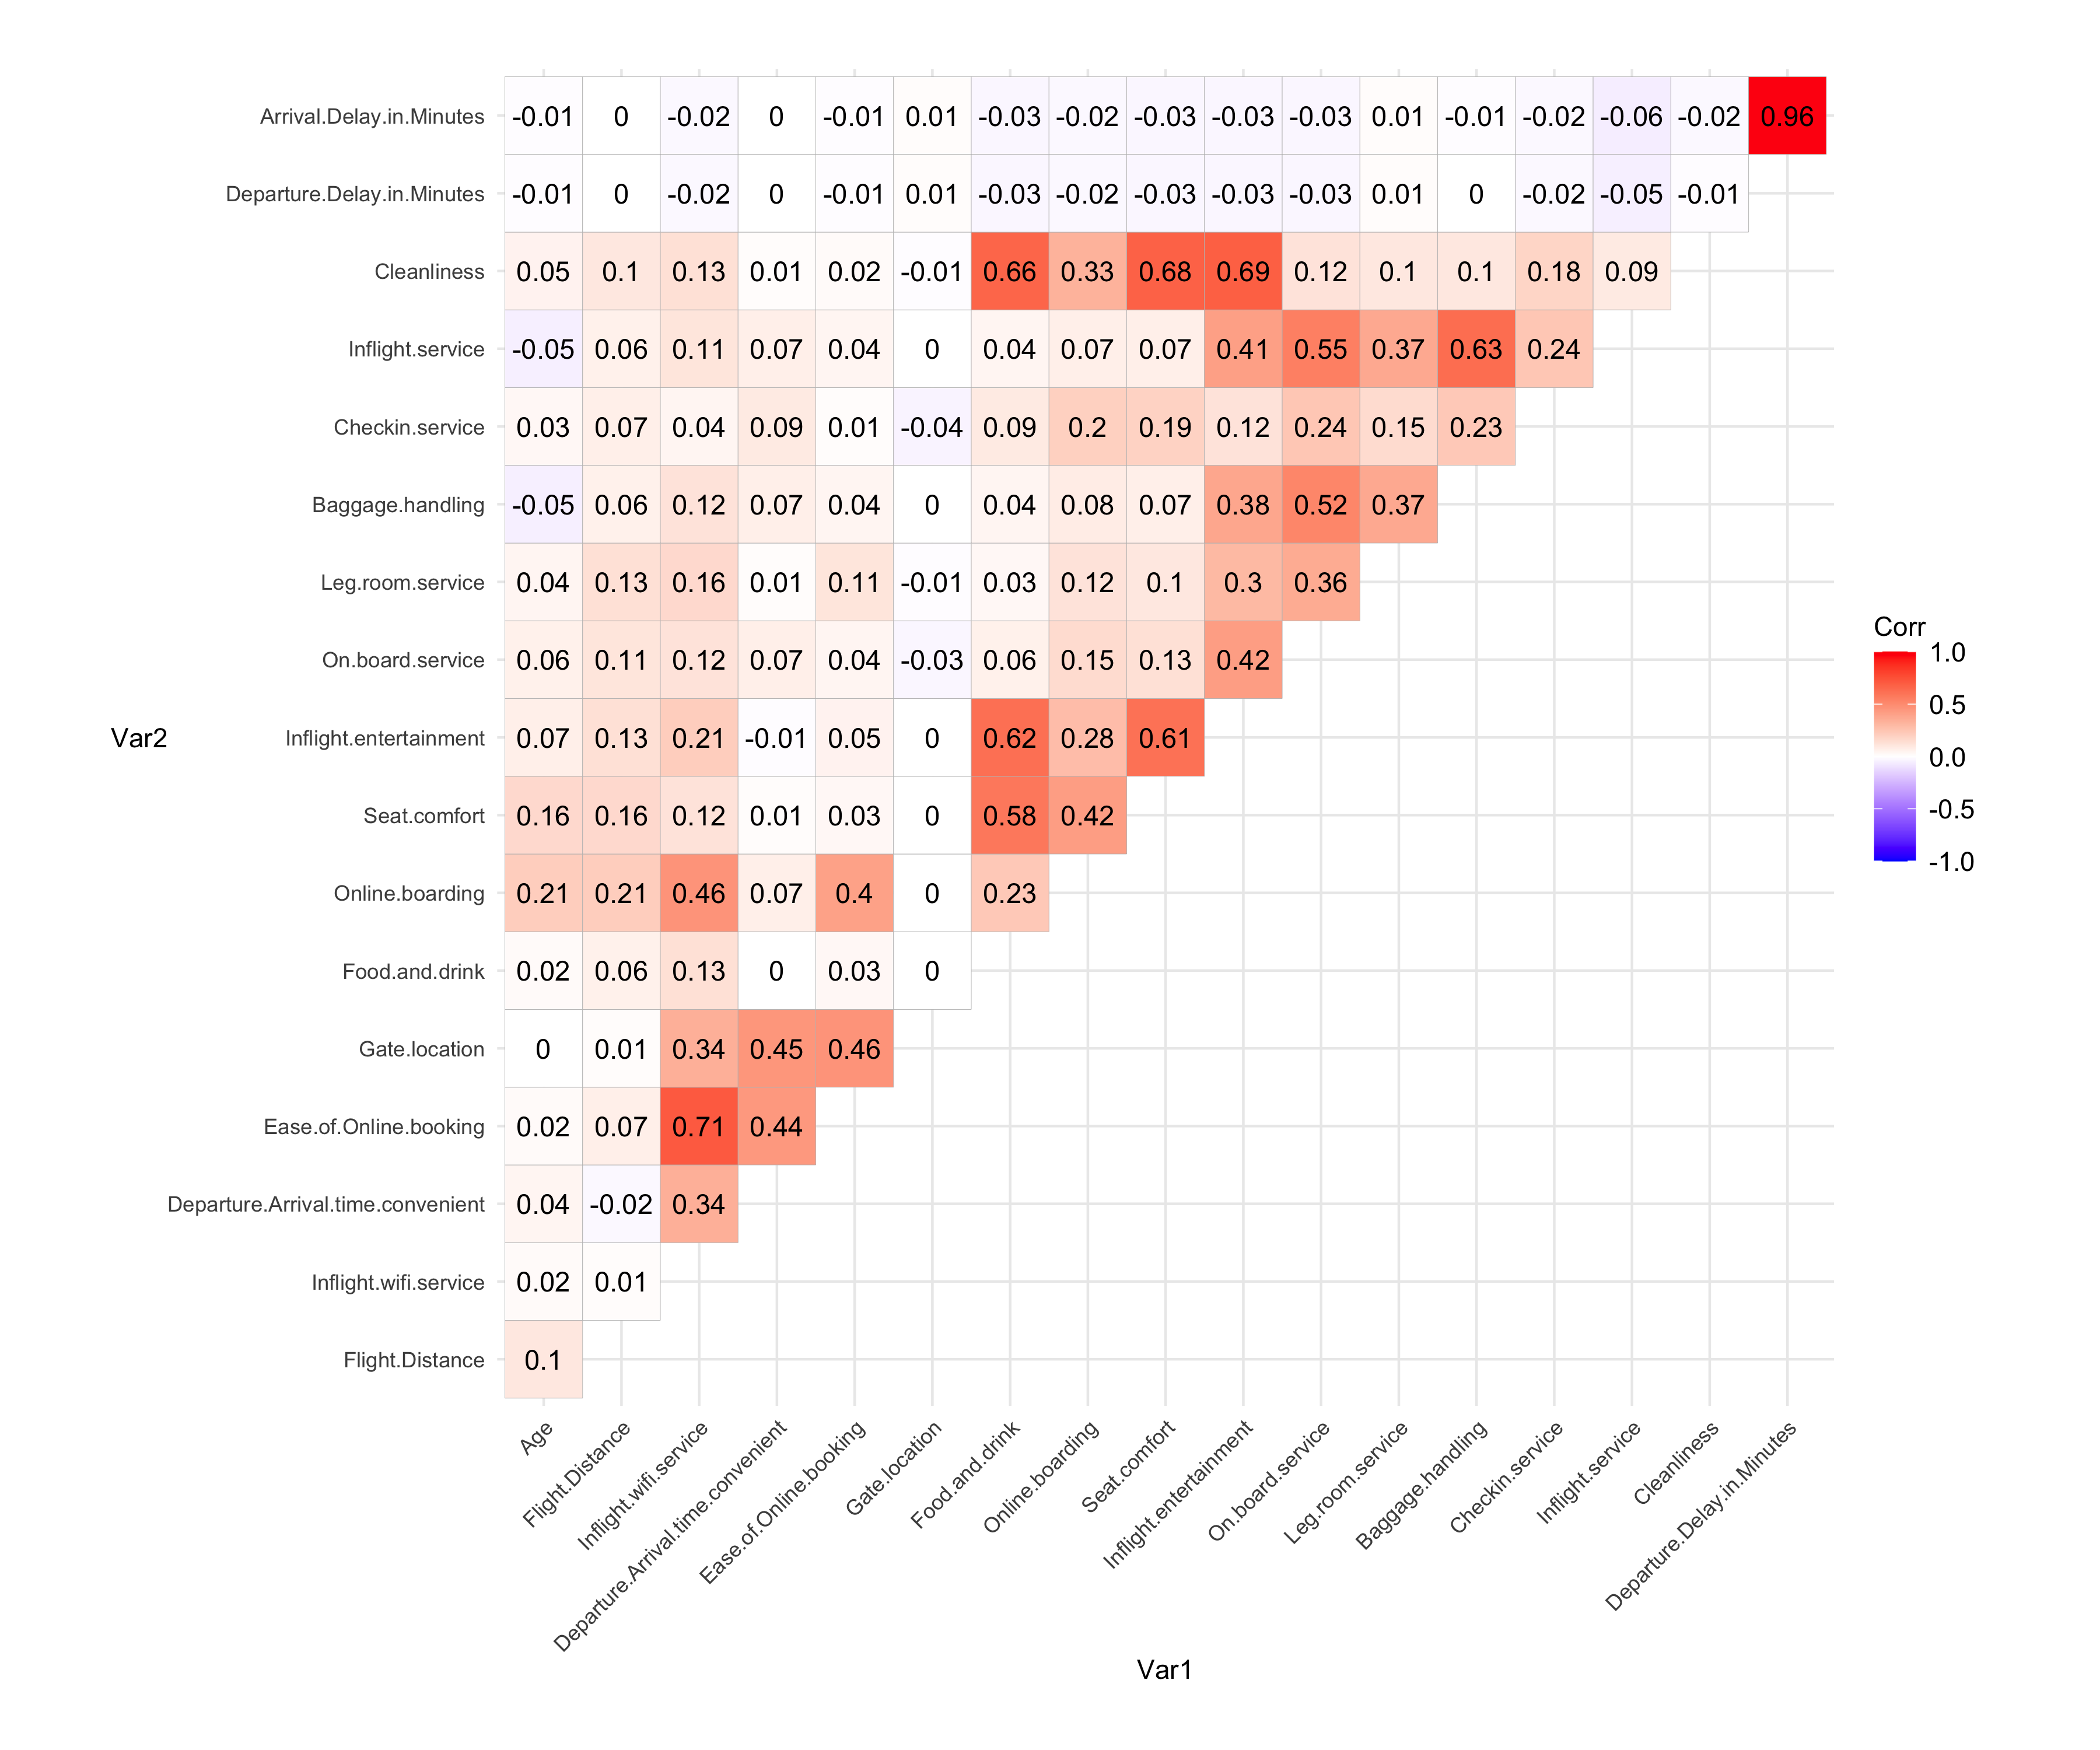 Arrival.Delay.in.Minutes -0.01 0 -0.02 0 -0.01 0.01 -0.03 -0.02 -0.03 -0.03 -0.03 0.01 -0.01 -0.02 -0.06 -0.02 0.96
Departure.Delay.in.Minutes -0.01 0 -0.02 0 -0.01 0.01 -0.03 -0.02 -0.03 -0.03 -0.03 0.01 0 -0.02 -0.05 -0.01
Cleanliness 0.05 0.1 0.13 0.01 0.02 -0.01 0.66 0.33 0.68 0.69 0.12 0.1 0.1 0.18 0.09
Inflight.service -0.05 0.06 0.11 0.07 0.04 0 0.04 0.07 0.07 0.41 0.55 0.37 0.63 0.24
Checkin.service 0.03 0.07 0.04 0.09 0.01 -0.04 0.09 0.2 0.19 0.12 0.24 0.15 0.23
Baggage.handling -0.05 0.06 0.12 0.07 0.04 0 0.04 0.08 0.07 0.38 0.52 0.37
Leg.room.service 0.04 0.13 0.16 0.01 0.11 -0.01 0.03 0.12 0.1 0.3 0.36
On.board.service 0.06 0.11 0.12 0.07 0.04 -0.03 0.06 0.15 0.13 0.42
Inflight.entertainment 0.07 0.13 0.21 -0.01 0.05 0 0.62 0.28 0.61
Seat.comfort 0.16 0.16 0.12 0.01 0.03 0 0.58 0.42
Online.boarding 0.21 0.21 0.46 0.07 0.4 0 0.23
Food.and.drink 0.02 0.06 0.13 0 0.03 0
Gate.location 0 0.01 0.34 0.45 0.46
Ease.of.Online.booking 0.02 0.07 0.71 0.44
Departure.Arrival.time.convenient 0.04 -0.02 0.34
Inflight.wifi.service 0.02 0.01
Flight.Distance 0.1
Var2
Age
Flight.Distance
Inflight.wifi.service
Departure.Arrival.time.convenient
Ease.of.Online.booking
Gate.location
Food.and.drink
Online.boarding
Seat.comfort
Inflight.entertainment
On.board.service
Leg.room.service
Baggage.handling
Checkin.service
Inflight.service
Cleanliness
Departure.Delay.in.Minutes
Var1
Corr
1.0
0.5
0.0
-0.5
-1.0